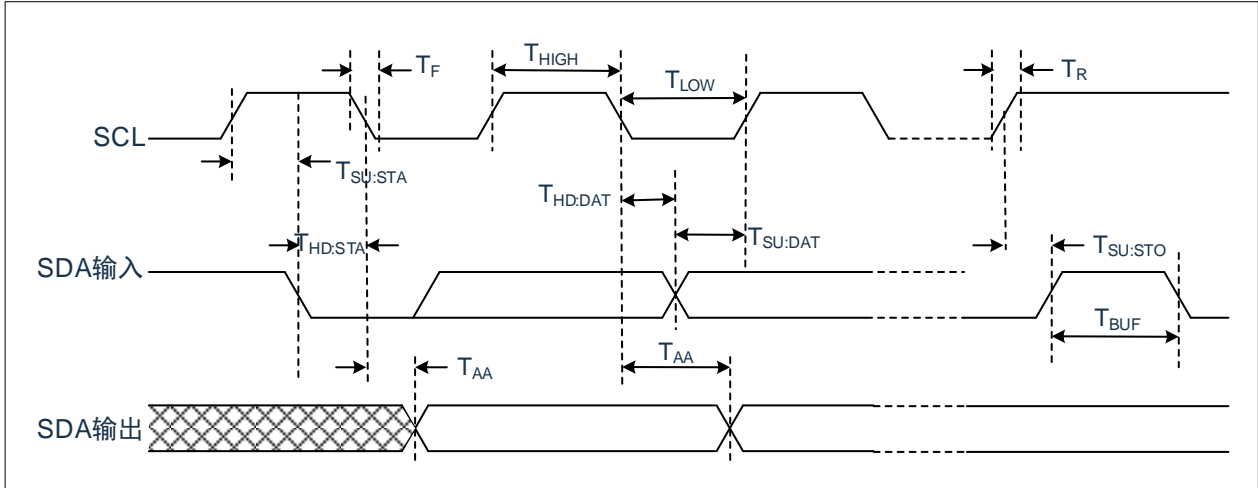 T_F
T_HIGH
T_LOW
T_R
SCL
T_SU:STA
T_HD:DAT
T_HD:STA
T_SU:DAT
T_SU:STO
SDA输入
T_BUF
T_AA
T_AA
SDA输出